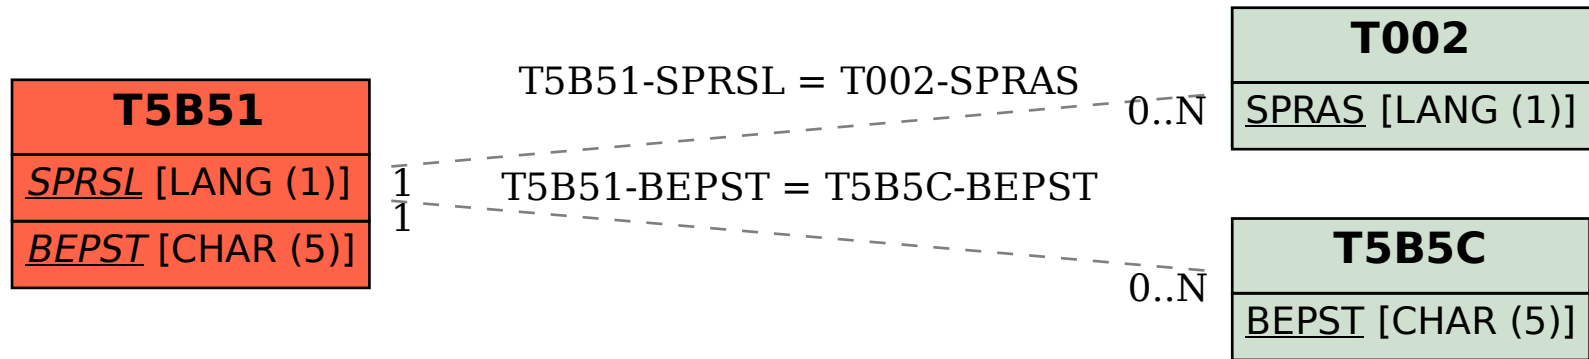 T5B51
SPRSL [LANG (1)]
BEPST [CHAR (5)]
T5B51-SPRSL = T002-SPRAS
1
0..N
T5B51-BEPST = T5B5C-BEPST
1
0..N
T002
SPRAS [LANG (1)]
T5B5C
BEPST [CHAR (5)]